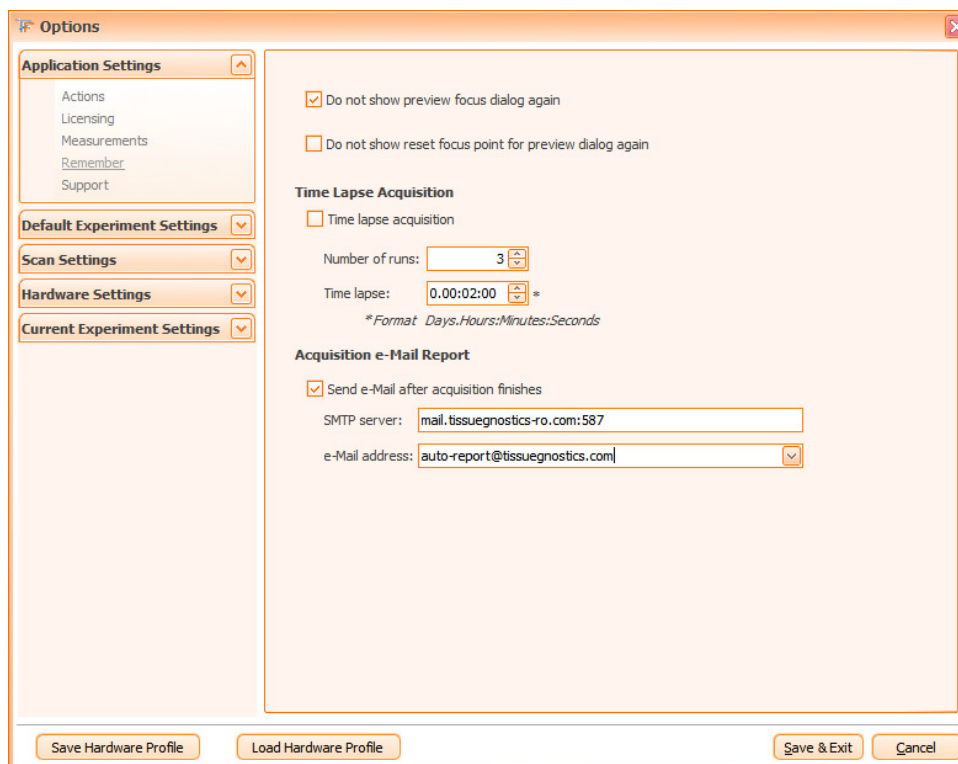 Options
Application Settings
Actions
Licensing
Measurements
Remember
Support
Default Experiment Settings
Scan Settings
Hardware Settings
Current Experiment Settings
Do not show preview focus dialog again
Do not show reset focus point for preview dialog again
Time Lapse Acquisition
Time lapse acquisition
Number of runs: 3
Time lapse: 0.00:02:00 *
*Format Days.Hours:Minutes:Seconds
Acquisition e-Mail Report
Send e-Mail after acquisition finishes
SMTP server: mail.tissuegnostics-ro.com:587
e-Mail address: auto-report@tissuegnostics.com
Save Hardware Profile
Load Hardware Profile
Save & Exit
Cancel